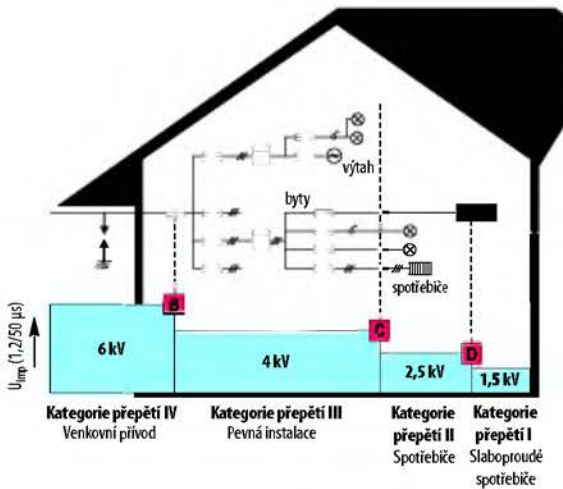 výtah
byty
spotřebiče
B
C
D
U_imp (1,2/50 µs)
6 kV
4 kV
2,5 kV
1,5 kV
Kategorie přepětí IV
Venkovní přívod
Kategorie přepětí III
Pevná instalace
Kategorie
přepětí II
Spotřebiče
Kategorie
přepětí I
Slaboproudé
spotřebiče